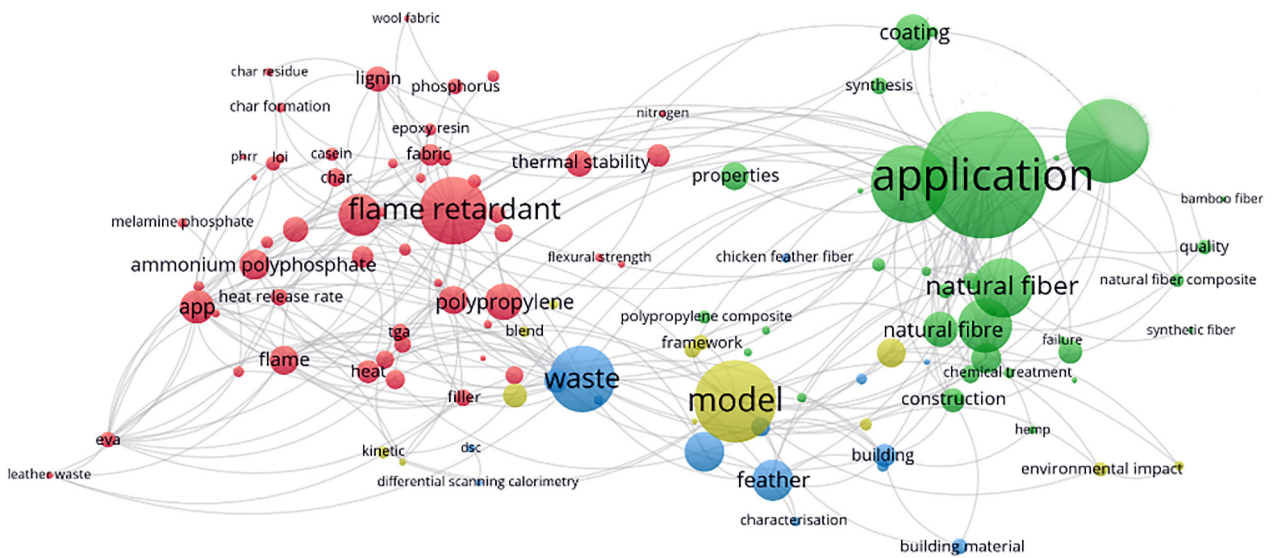 wool fabric
coating
char residue
lignin
phosphorus
synthesis
char formation
nitrogen
epoxy resin
phrr
loi
casein
fabric
thermal stability
char
properties
application
bamboo fiber
flame retardant
melamine phosphate
quality
flexural strength
chicken feather fiber
ammonium polyphosphate
natural fiber
natural fiber composite
heat release rate
app
polypropylene
polypropylene composite
tga
blend
natural fibre
synthetic fiber
framework
failure
flame
heat
waste
chemical treatment
filler
model
construction
hemp
eva
kinetic
dsc
building
leather waste
differential scanning calorimetry
feather
environmental impact
characterisation
building material